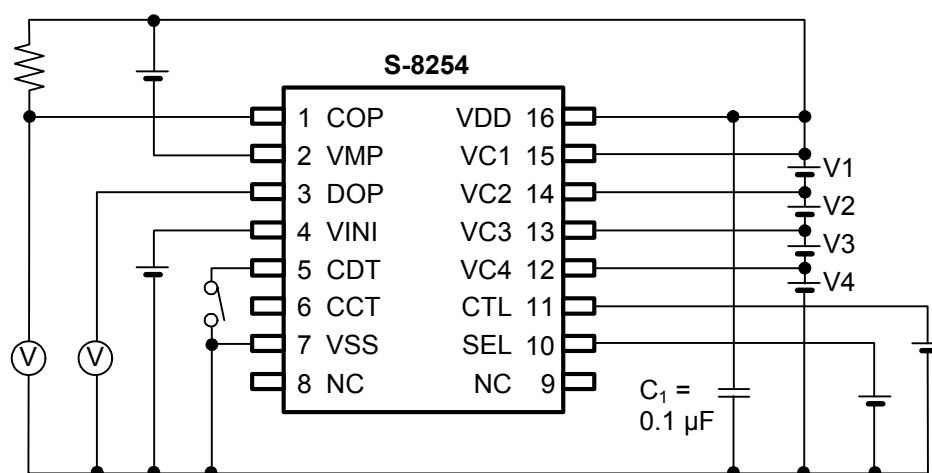 S-8254
1 COP VDD 16
2 VMP VC1 15
3 DOP VC2 14
4 VINI VC3 13
5 CDT VC4 12
6 CCT CTL 11
7 VSS SEL 10
8 NC NC 9
V1
V2
V3
V4
V V
C₁ =
0.1 µF